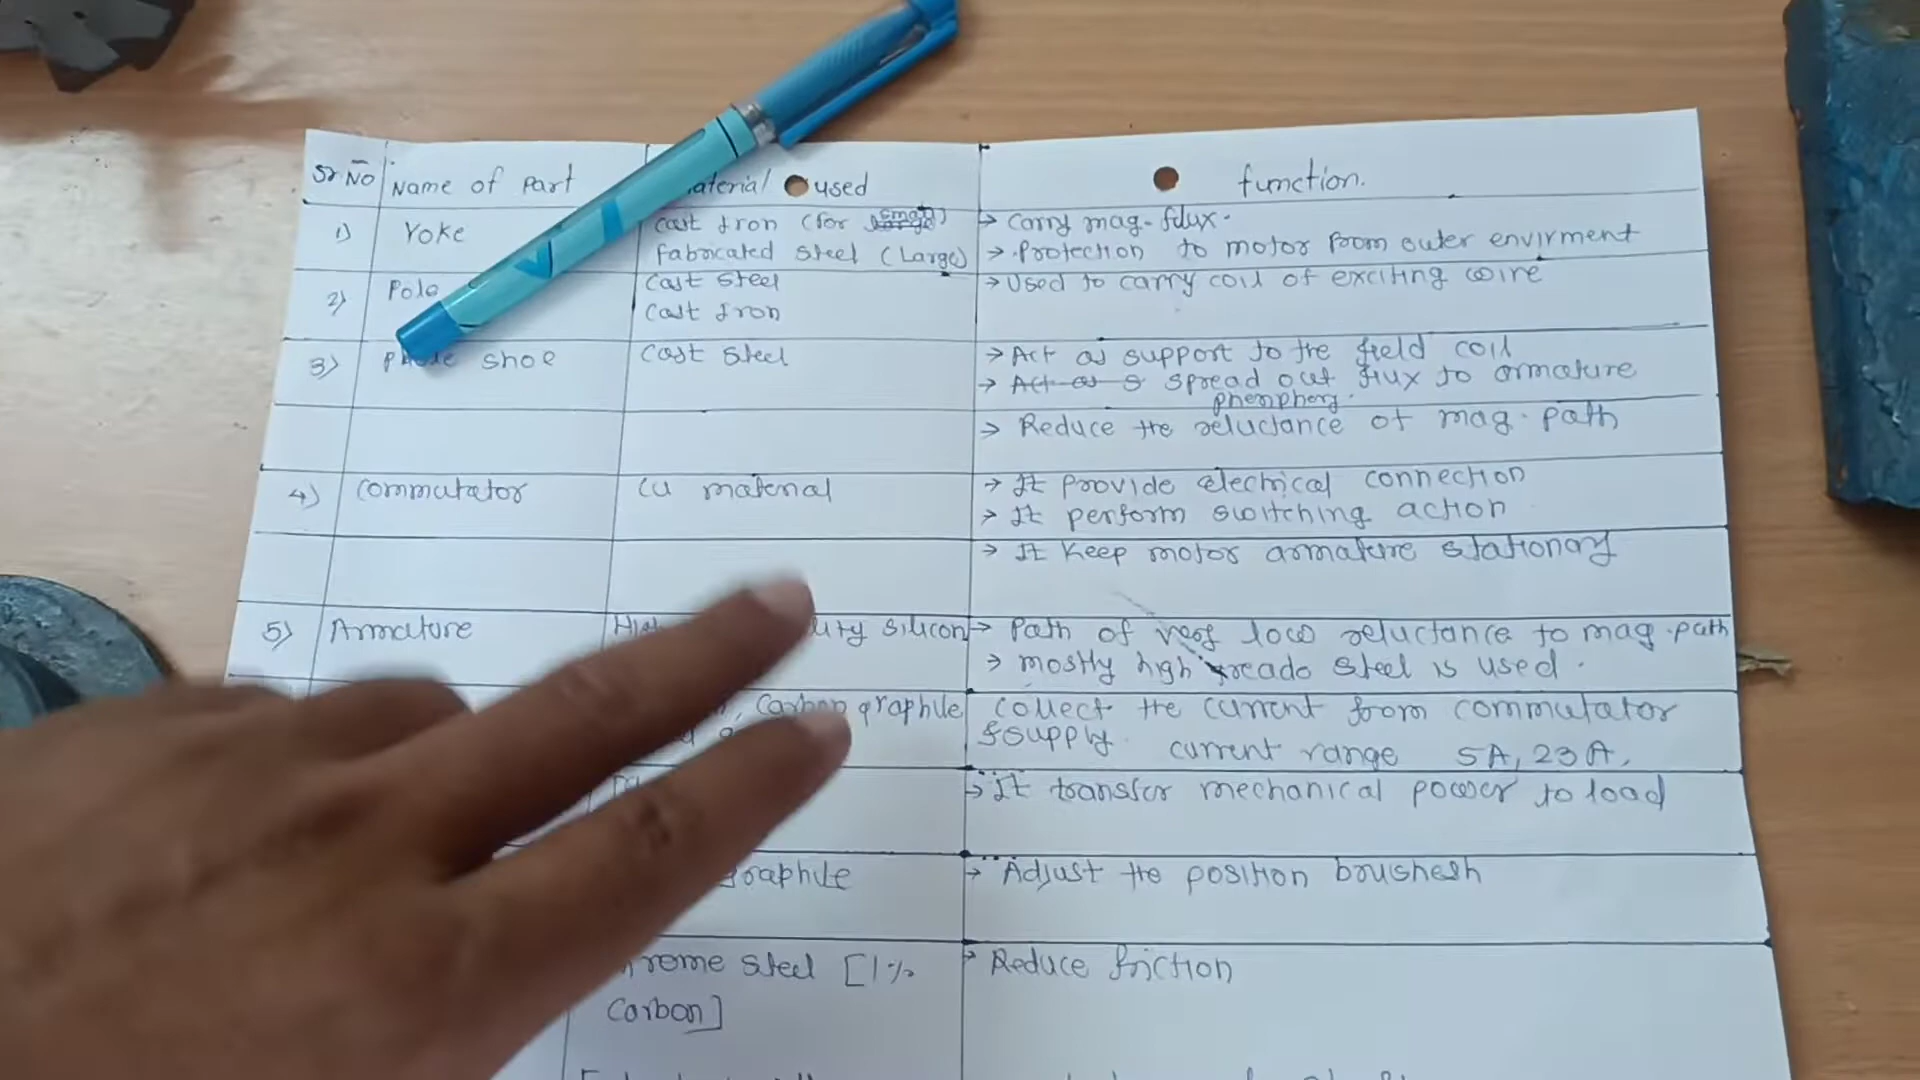 Sr. No Name of Part material used function.
1) Yoke Cast Iron (for small) → Carry mag. flux.
Fabricated steel (Large) → Protection to motor from outer envirment
2) Pole Cast steel → Used to carry coil of exciting wire
Cast Iron
3) shoe Cast steel → Act as support to the field coil
→ Act as s spread out flux to armature
→ Reduce the reluctance of mag. path
4) Commutator Cu material → It provide electrical connection
→ It perform switching action
→ It keep motor armature stationary
5) Armature silicon → Path of very low reluctance to mag. path
→ mostly high steel is used.
Carbon graphite collect the current from commutator
& supply current range 5A, 23A,
→ It transfer mechanical power to load
→ Adjust the position brushesh
steel [1% → Reduce friction
Carbon]